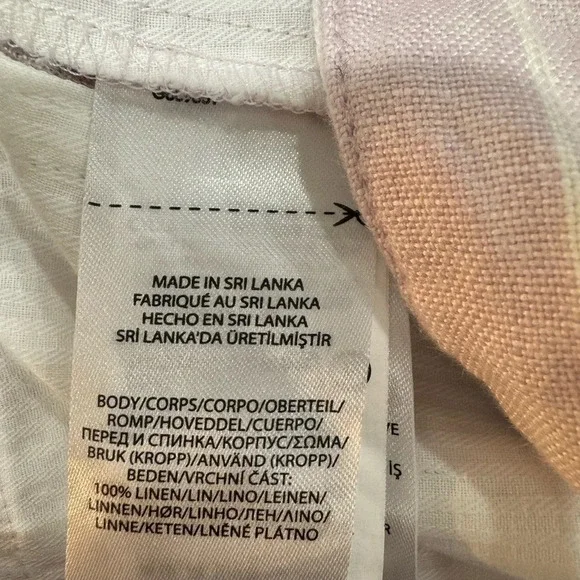 MADE IN SRI LANKA
FABRIQUÉ AU SRI LANKA
HECHO EN SRI LANKA
SRİ LANKA'DA ÜRETİLMİŞTİR
BODY/CORPS/CORPO/OBERTEIL/
ROMP/HOVEDDEL/CUERPO/
ПЕРЕД И СПИНКА/КОРПУС/ΣΩΜΑ/
BRUK (KROPP)/ANVÄND (KROPP)/
BEDEN/VRCHNÍ ČÁST:
100% LINEN/LIN/LINO/LEINEN/
LINNEN/HØR/LINHO/ЛЕН/ΛΙΝΟ/
LINNE/KETEN/LNĚNÉ PLÁTNO
VE
İŞ
R